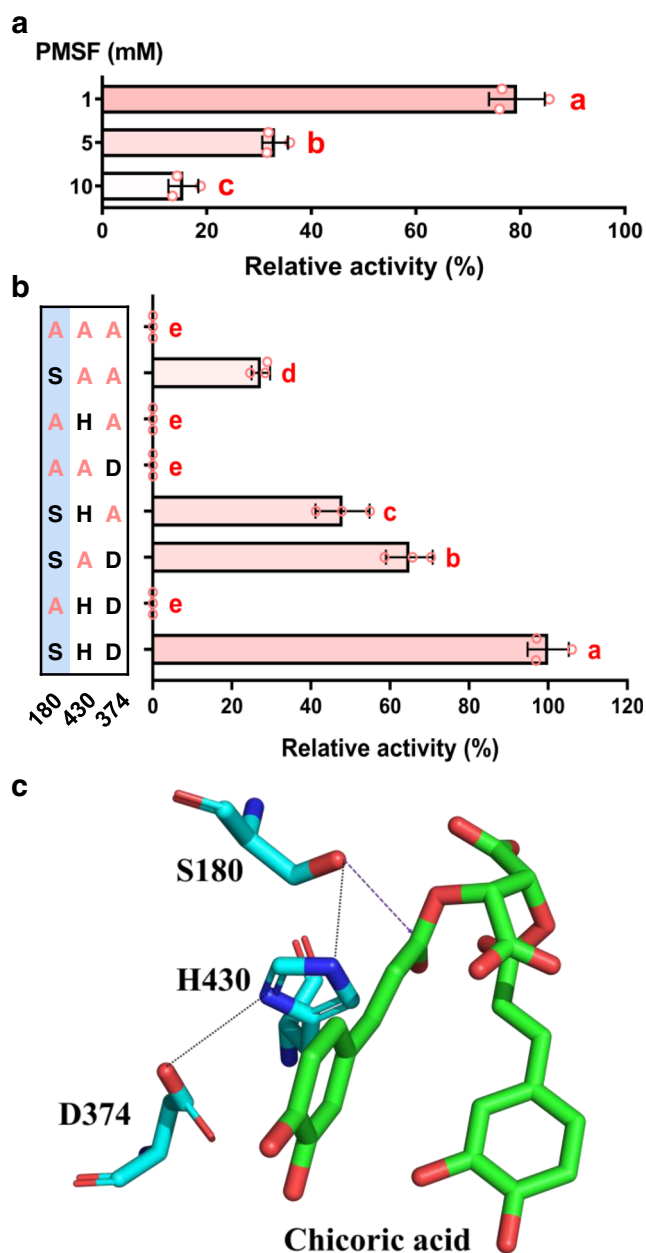 a
PMSF (mM)
1 a
5 b
10 c
0 20 40 60 80 100
Relative activity (%)
b
A A A e
S A A d
A H A e
A A D e
S H A c
S A D b
A H D e
S H D a
180 430 374
0 20 40 60 80 100 120
Relative activity (%)
c
S180
H430
D374
Chicoric acid